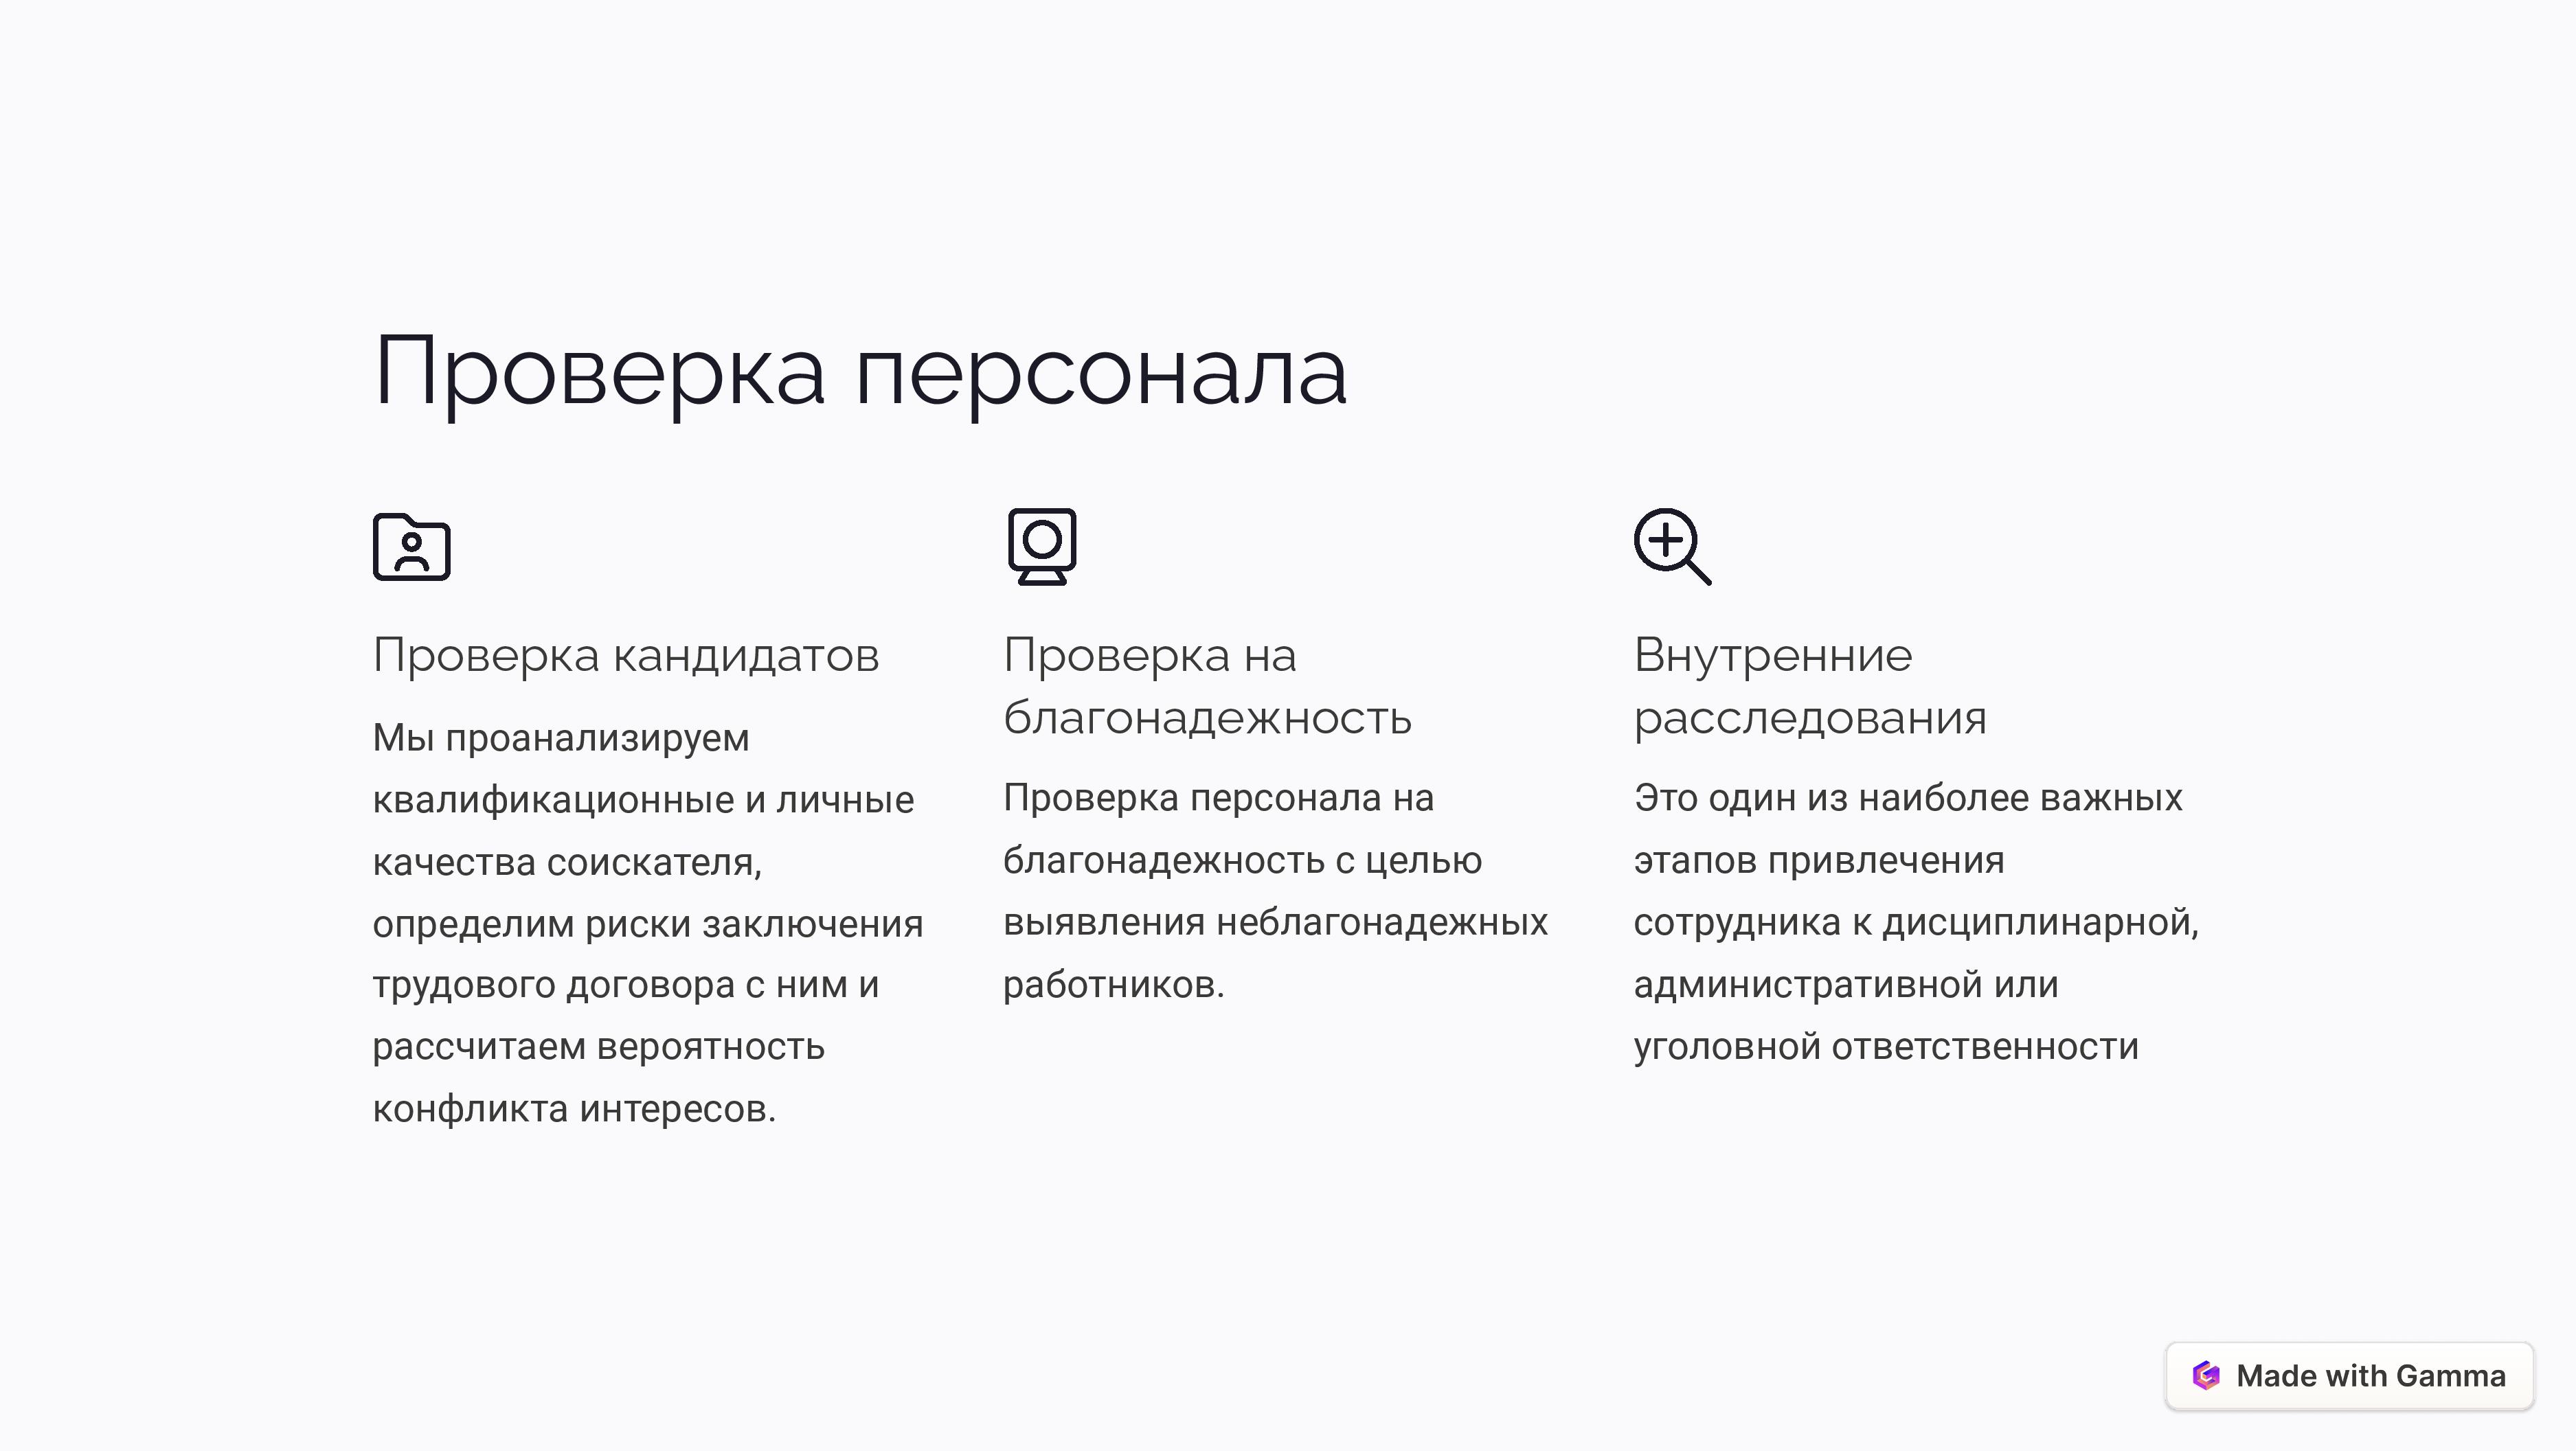 Проверка персонала
Проверка кандидатов
Мы проанализируем
квалификационные и личные
качества соискателя,
определим риски заключения
трудового договора с ним и
рассчитаем вероятность
конфликта интересов.
Проверка на
благонадежность
Проверка персонала на
благонадежность с целью
выявления неблагонадежных
работников.
Внутренние
расследования
Это один из наиболее важных
этапов привлечения
сотрудника к дисциплинарной,
административной или
уголовной ответственности
Made with Gamma